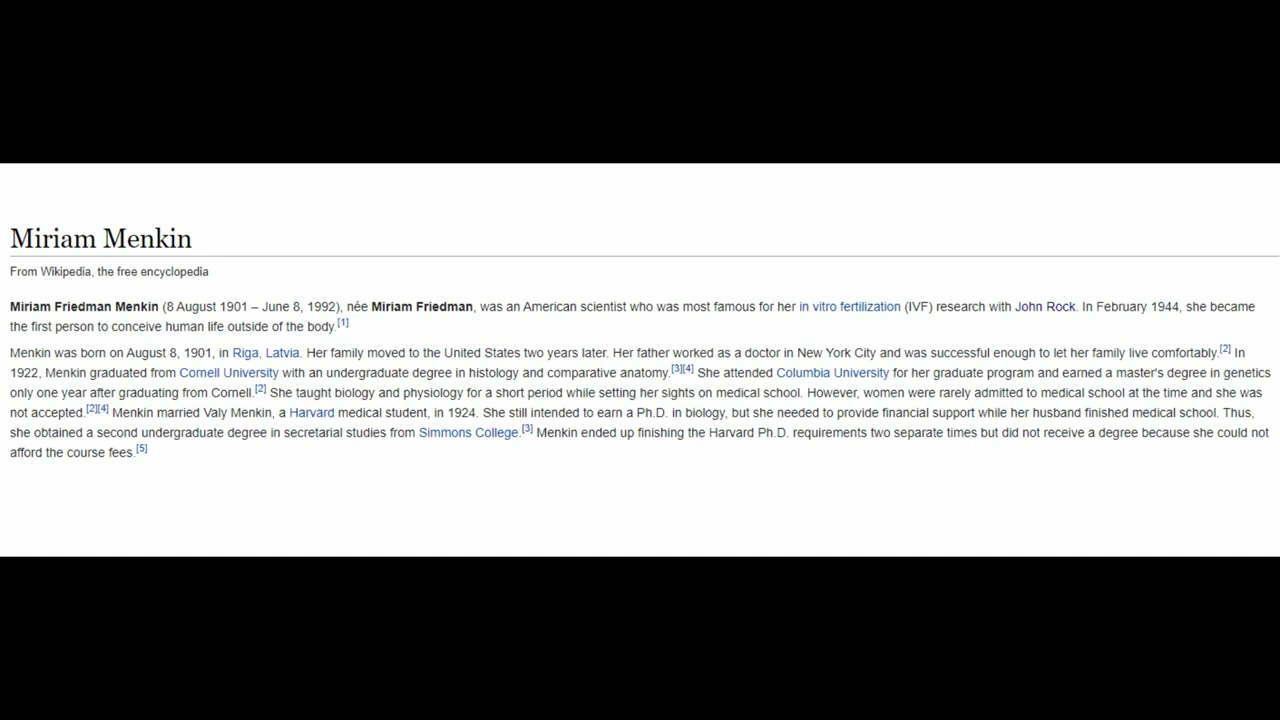 Miriam Menkin
From Wikipedia, the free encyclopedia
Miriam Friedman Menkin (8 August 1901 – June 8, 1992), née Miriam Friedman, was an American scientist who was most famous for her in vitro fertilization (IVF) research with John Rock. In February 1944, she became
the first person to conceive human life outside of the body.[1]
Menkin was born on August 8, 1901, in Riga, Latvia. Her family moved to the United States two years later. Her father worked as a doctor in New York City and was successful enough to let her family live comfortably.[2] In
1922, Menkin graduated from Cornell University with an undergraduate degree in histology and comparative anatomy.[3][4] She attended Columbia University for her graduate program and earned a master's degree in genetics
only one year after graduating from Cornell.[2] She taught biology and physiology for a short period while setting her sights on medical school. However, women were rarely admitted to medical school at the time and she was
not accepted.[2][4] Menkin married Valy Menkin, a Harvard medical student, in 1924. She still intended to earn a Ph.D. in biology, but she needed to provide financial support while her husband finished medical school. Thus,
she obtained a second undergraduate degree in secretarial studies from Simmons College.[3] Menkin ended up finishing the Harvard Ph.D. requirements two separate times but did not receive a degree because she could not
afford the course fees.[5]